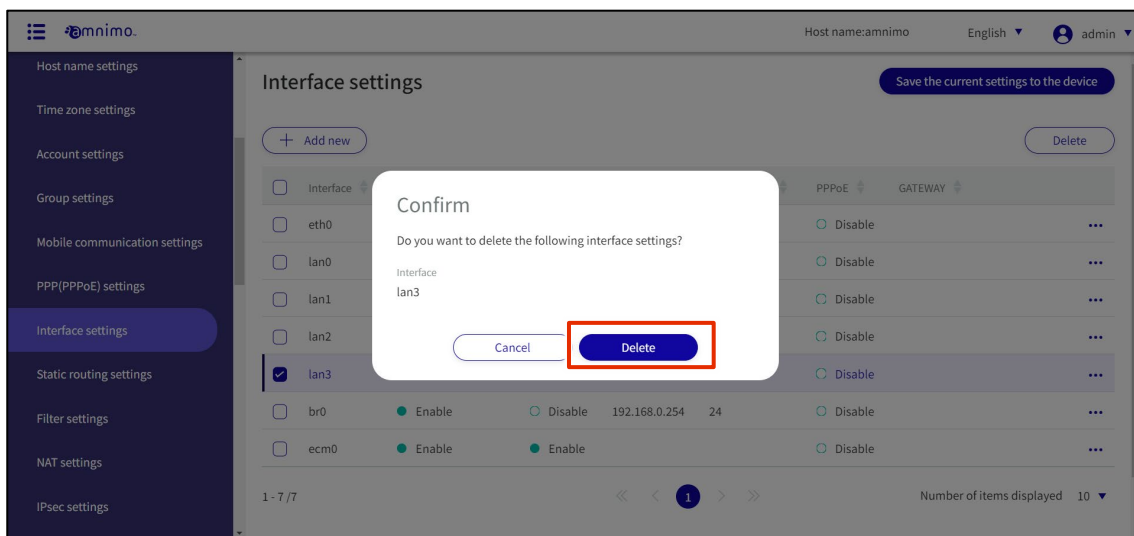 amnimo
Host name:amnimo English admin
Host name settings
Time zone settings
Account settings
Group settings
Mobile communication settings
PPP(PPPoE) settings
Interface settings
Static routing settings
Filter settings
NAT settings
IPsec settings
Interface settings
Save the current settings to the device
Add new
Delete
Interface PPPoE GATEWAY
eth0 Disable
lan0 Disable
lan1 Disable
lan2 Disable
lan3 Disable
br0 Enable Disable 192.168.0.254 24 Disable
ecm0 Enable Enable Disable
Confirm
Do you want to delete the following interface settings?
Interface
lan3
Cancel Delete
1 - 7 /7
1
Number of items displayed 10